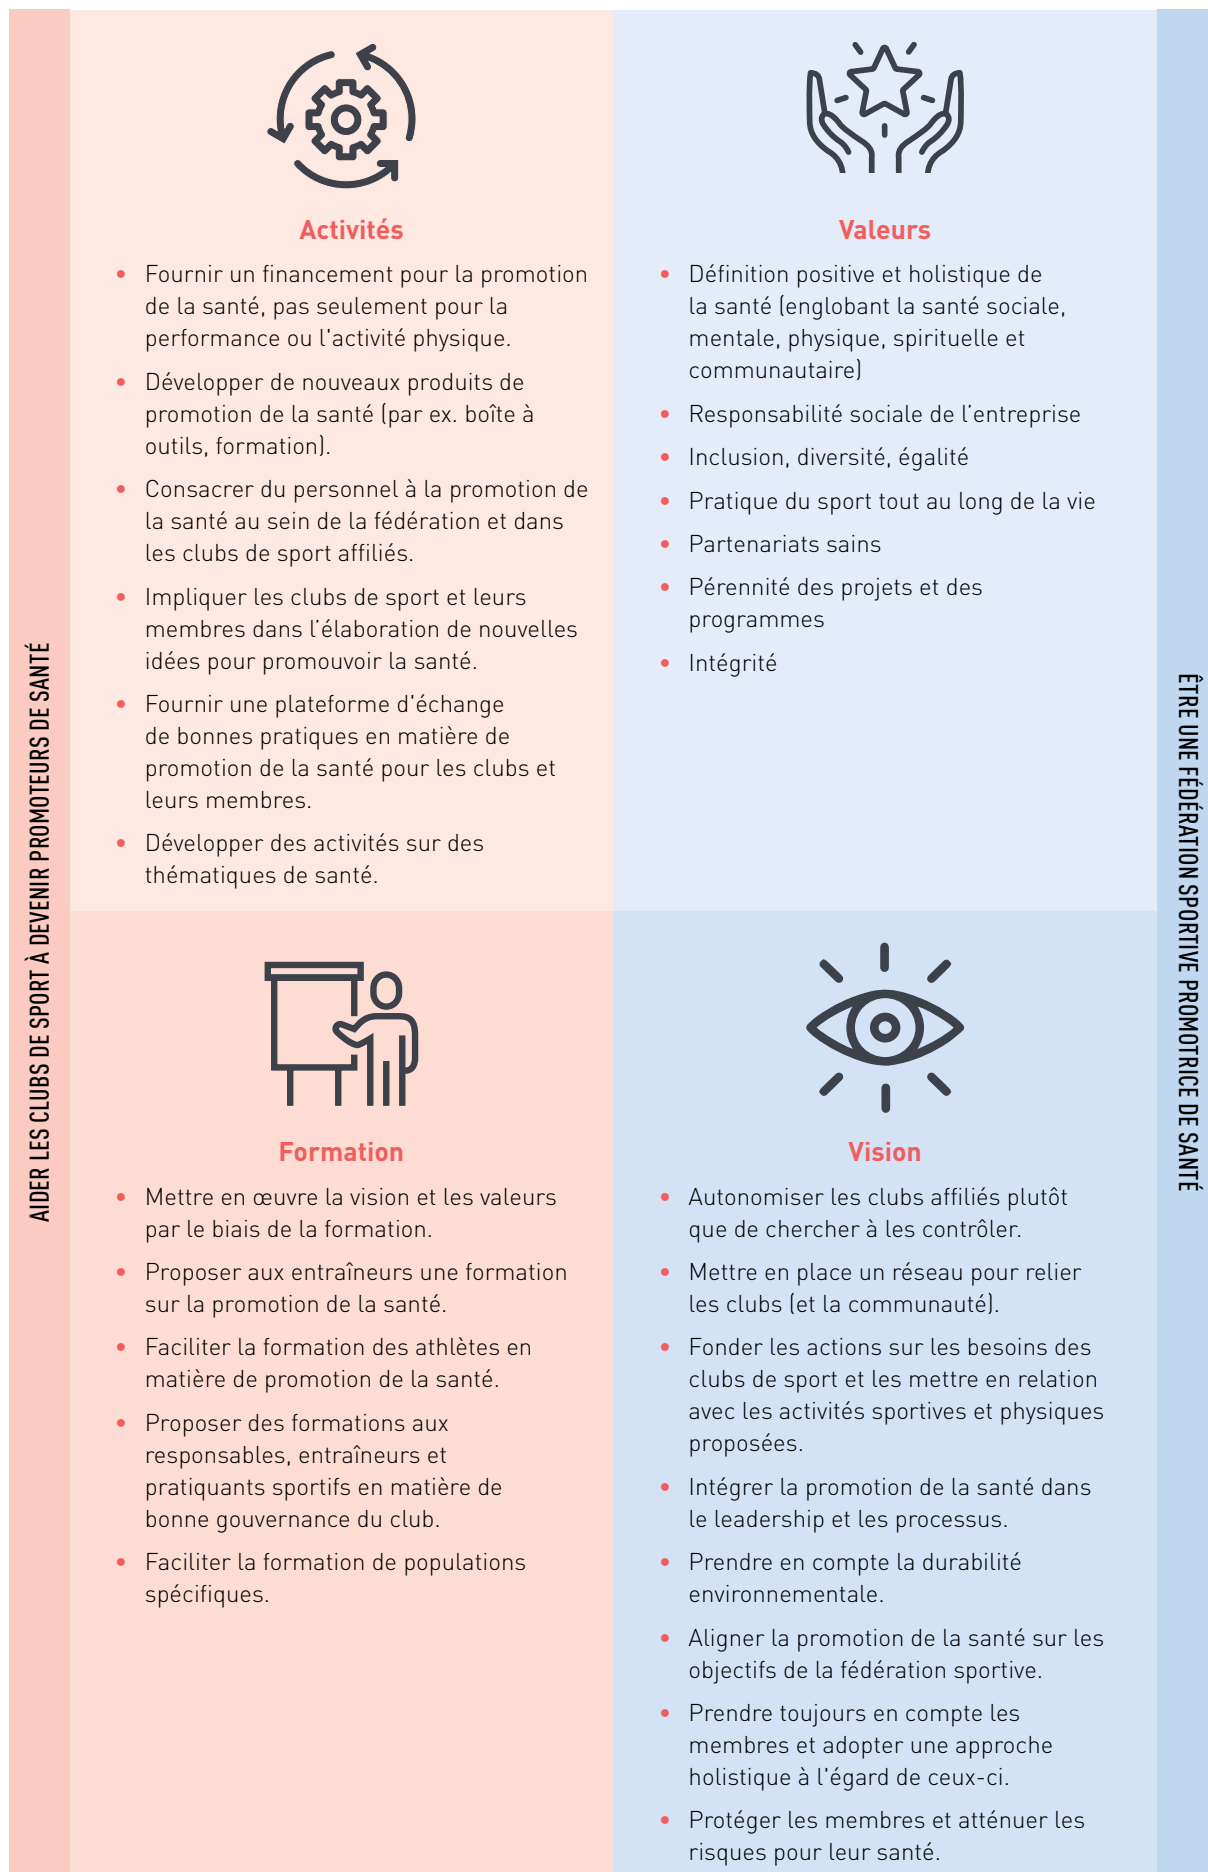 AIDER LES CLUBS DE SPORT À DEVENIR PROMOTEURS DE SANTÉ
Activités
• Fournir un financement pour la promotion
de la santé, pas seulement pour la
performance ou l'activité physique.
• Développer de nouveaux produits de
promotion de la santé (par ex. boîte à
outils, formation).
• Consacrer du personnel à la promotion de
la santé au sein de la fédération et dans
les clubs de sport affiliés.
• Impliquer les clubs de sport et leurs
membres dans l’élaboration de nouvelles
idées pour promouvoir la santé.
• Fournir une plateforme d'échange
de bonnes pratiques en matière de
promotion de la santé pour les clubs et
leurs membres.
• Développer des activités sur des
thématiques de santé.
Valeurs
• Définition positive et holistique de
la santé (englobant la santé sociale,
mentale, physique, spirituelle et
communautaire)
• Responsabilité sociale de l’entreprise
• Inclusion, diversité, égalité
• Pratique du sport tout au long de la vie
• Partenariats sains
• Pérennité des projets et des
programmes
• Intégrité
Formation
• Mettre en œuvre la vision et les valeurs
par le biais de la formation.
• Proposer aux entraîneurs une formation
sur la promotion de la santé.
• Faciliter la formation des athlètes en
matière de promotion de la santé.
• Proposer des formations aux
responsables, entraîneurs et
pratiquants sportifs en matière de
bonne gouvernance du club.
• Faciliter la formation de populations
spécifiques.
Vision
• Autonomiser les clubs affiliés plutôt
que de chercher à les contrôler.
• Mettre en place un réseau pour relier
les clubs (et la communauté).
• Fonder les actions sur les besoins des
clubs de sport et les mettre en relation
avec les activités sportives et physiques
proposées.
• Intégrer la promotion de la santé dans
le leadership et les processus.
• Prendre en compte la durabilité
environnementale.
• Aligner la promotion de la santé sur les
objectifs de la fédération sportive.
• Prendre toujours en compte les
membres et adopter une approche
holistique à l'égard de ceux-ci.
• Protéger les membres et atténuer les
risques pour leur santé.
ÊTRE UNE FÉDÉRATION SPORTIVE PROMOTRICE DE SANTÉ